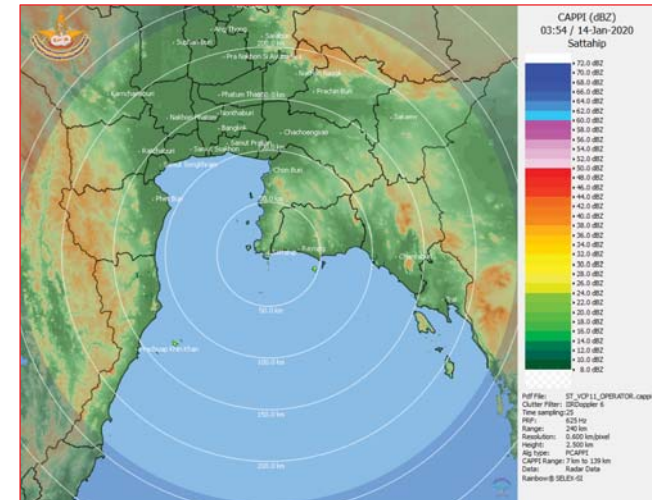 CAPPI (dBZ)
03:54 / 14-Jan-2020
Sattahip
72.0 dBZ
70.0 dBZ
68.0 dBZ
66.0 dBZ
64.0 dBZ
62.0 dBZ
60.0 dBZ
58.0 dBZ
56.0 dBZ
54.0 dBZ
52.0 dBZ
50.0 dBZ
48.0 dBZ
46.0 dBZ
44.0 dBZ
42.0 dBZ
40.0 dBZ
38.0 dBZ
36.0 dBZ
34.0 dBZ
32.0 dBZ
30.0 dBZ
28.0 dBZ
26.0 dBZ
24.0 dBZ
22.0 dBZ
20.0 dBZ
18.0 dBZ
16.0 dBZ
14.0 dBZ
12.0 dBZ
10.0 dBZ
8.0 dBZ
Pdf File: ST_VCP11_OPERATOR.cappi
Clutter Filter: IIRDoppler 6
Time sampling:25
PRF: 625 Hz
Range: 240 km
Resolution: 0.600 km/pixel
Height: 2.500 km
Alg type: PCAPPI
CAPPI Range: 7 km to 139 km
Data: Radar Data
Rainbow® SELEX-SI
Ang Thong
Suphan Buri
Saraburi
200.0 km
Pra Nakhon Si
Nakhon Nayok
Kanchanaburi
Phatum Thani
Prachin Buri
Nakhon Pathom
Nonthaburi
Sakaeo
Bangkok
Chachoengsao
Samut Prakan
Ratchaburi
Samut Sakhon
Samut Songkhram
Chon Buri
Phet Buri
Rayong
Prachuap Khiri Khan
50.0 km
100.0 km
150.0 km
200.0 km